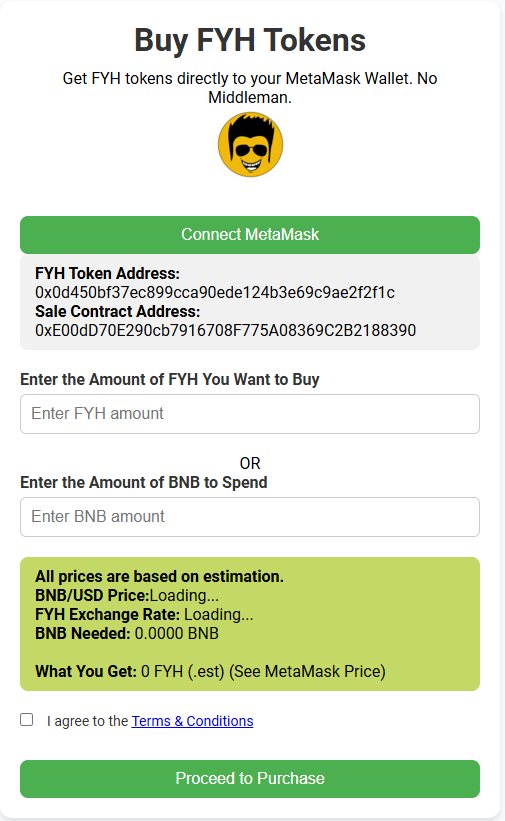 Buy FYH Tokens
Get FYH tokens directly to your MetaMask Wallet. No
Middleman.
Connect MetaMask
FYH Token Address:
0x0d450bf37ec899cca90ede124b3e69c9ae2f2f1c
Sale Contract Address:
0xE00dD70E290cb7916708F775A08369C2B2188390
Enter the Amount of FYH You Want to Buy
Enter FYH amount
OR
Enter the Amount of BNB to Spend
Enter BNB amount
All prices are based on estimation.
BNB/USD Price:Loading...
FYH Exchange Rate: Loading...
BNB Needed: 0.0000 BNB
What You Get: 0 FYH (.est) (See MetaMask Price)
I agree to the Terms & Conditions
Proceed to Purchase